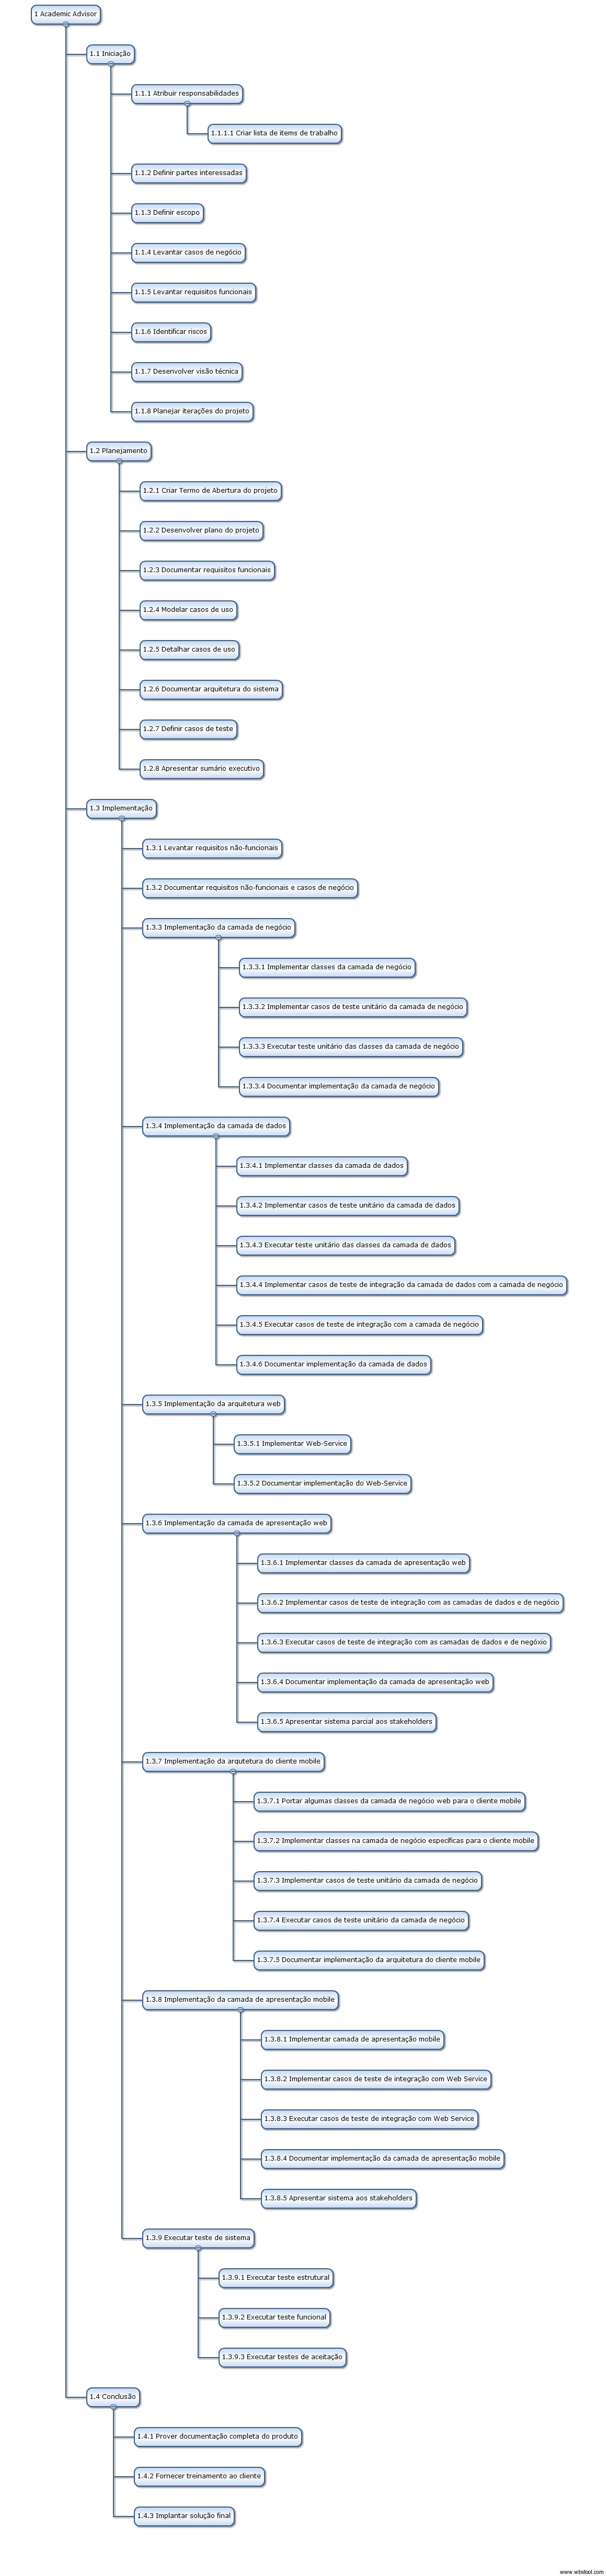 1 Academic Advisor
1.1 Iniciação
1.1.1 Atribuir responsabilidades
1.1.1.1 Criar lista de items de trabalho
1.1.2 Definir partes interessadas
1.1.3 Definir escopo
1.1.4 Levantar casos de negócio
1.1.5 Levantar requisitos funcionais
1.1.6 Identificar riscos
1.1.7 Desenvolver visão técnica
1.1.8 Planejar iterações do projeto
1.2 Planejamento
1.2.1 Criar Termo de Abertura do projeto
1.2.2 Desenvolver plano do projeto
1.2.3 Documentar requisitos funcionais
1.2.4 Modelar casos de uso
1.2.5 Detalhar casos de uso
1.2.6 Documentar arquitetura do sistema
1.2.7 Definir casos de teste
1.2.8 Apresentar sumário executivo
1.3 Implementação
1.3.1 Levantar requisitos não-funcionais
1.3.2 Documentar requisitos não-funcionais e casos de negócio
1.3.3 Implementação da camada de negócio
1.3.3.1 Implementar classes da camada de negócio
1.3.3.2 Implementar casos de teste unitário da camada de negócio
1.3.3.3 Executar teste unitário das classes da camada de negócio
1.3.3.4 Documentar implementação da camada de negócio
1.3.4 Implementação da camada de dados
1.3.4.1 Implementar classes da camada de dados
1.3.4.2 Implementar casos de teste unitário da camada de dados
1.3.4.3 Executar teste unitário das classes da camada de dados
1.3.4.4 Implementar casos de teste de integração da camada de dados com a camada de negócio
1.3.4.5 Executar casos de teste de integração com a camada de negócio
1.3.4.6 Documentar implementação da camada de dados
1.3.5 Implementação da arquitetura web
1.3.5.1 Implementar Web-Service
1.3.5.2 Documentar implementação do Web-Service
1.3.6 Implementação da camada de apresentação web
1.3.6.1 Implementar classes da camada de apresentação web
1.3.6.2 Implementar casos de teste de integração com as camadas de dados e de negócio
1.3.6.3 Executar casos de teste de integração com as camadas de dados e de negóxio
1.3.6.4 Documentar implementação da camada de apresentação web
1.3.6.5 Apresentar sistema parcial aos stakeholders
1.3.7 Implementação da arqutetura do cliente mobile
1.3.7.1 Portar algumas classes da camada de negócio web para o cliente mobile
1.3.7.2 Implementar classes na camada de negócio específicas para o cliente mobile
1.3.7.3 Implementar casos de teste unitário da camada de negócio
1.3.7.4 Executar casos de teste unitário da camada de negócio
1.3.7.5 Documentar implementação da arquitetura do cliente mobile
1.3.8 Implementação da camada de apresentação mobile
1.3.8.1 Implementar camada de apresentação mobile
1.3.8.2 Implementar casos de teste de integração com Web Service
1.3.8.3 Executar casos de teste de integração com Web Service
1.3.8.4 Documentar implementação da camada de apresentação mobile
1.3.8.5 Apresentar sistema aos stakeholders
1.3.9 Executar teste de sistema
1.3.9.1 Executar teste estrutural
1.3.9.2 Executar teste funcional
1.3.9.3 Executar testes de aceitação
1.4 Conclusão
1.4.1 Prover documentação completa do produto
1.4.2 Fornecer treinamento ao cliente
1.4.3 Implantar solução final
www.wbstool.com